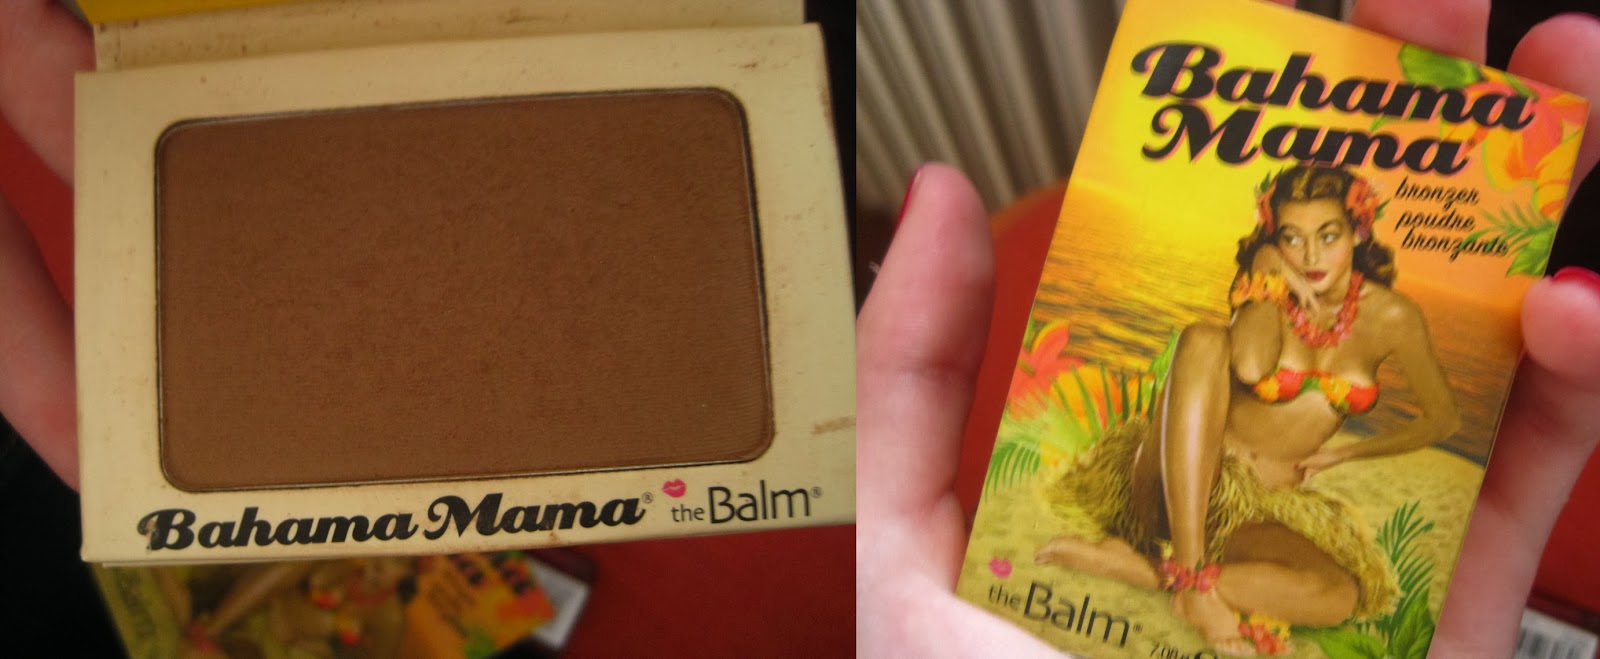 Bahama Mama® the Balm®
Bahama
Mama®
bronzer
poudre
bronzante
the Balm®